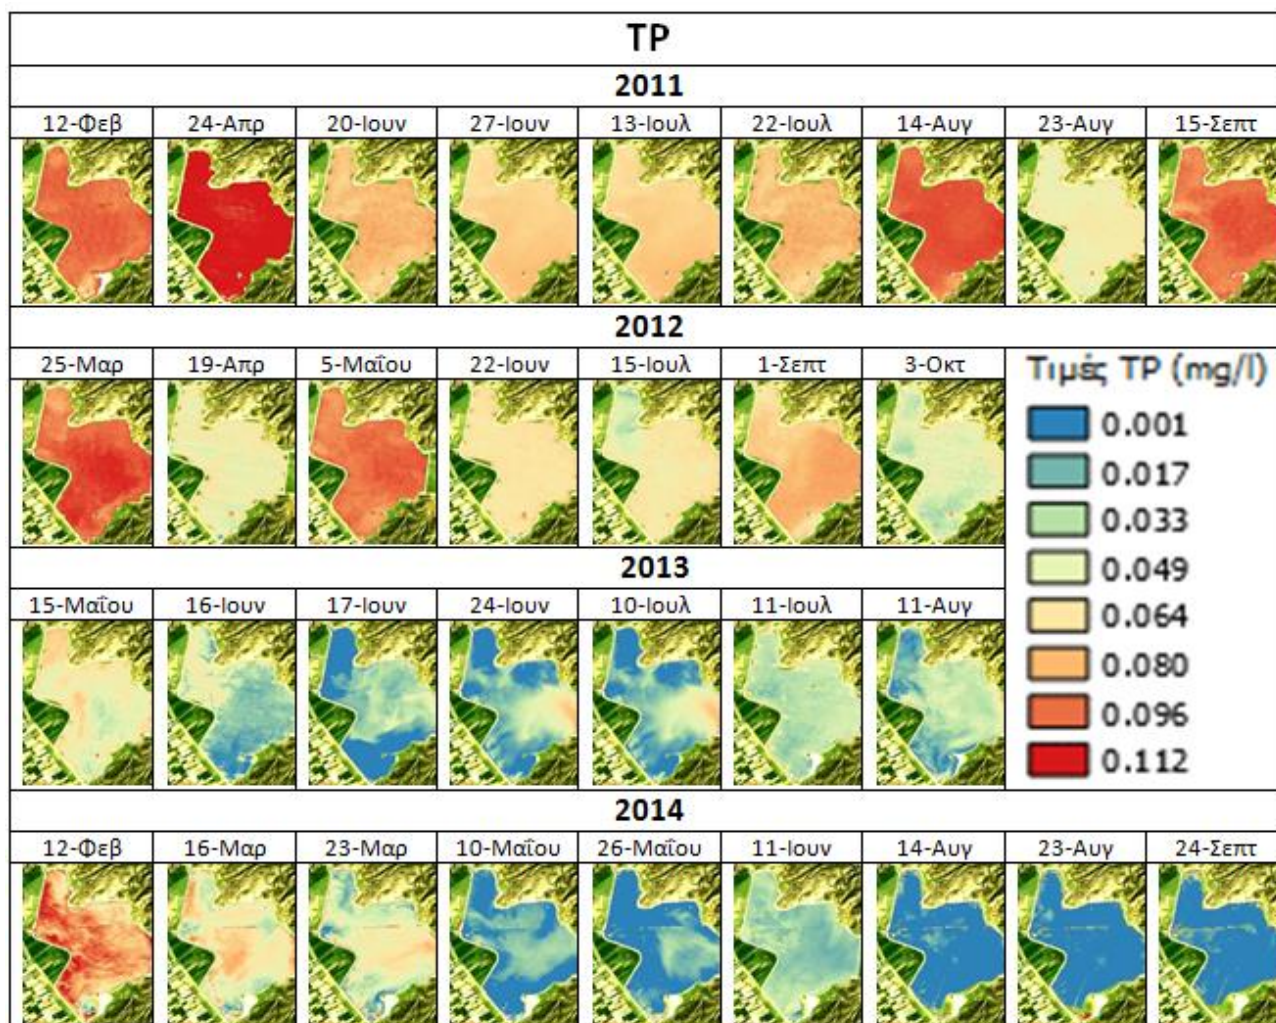 TP
2011
12-Φεβ 24-Απρ 20-Ιουν 27-Ιουν 13-Ιουλ 22-Ιουλ 14-Αυγ 23-Αυγ 15-Σεπτ
2012
25-Μαρ 19-Απρ 5-Μαΐου 22-Ιουν 15-Ιουλ 1-Σεπτ 3-Οκτ
Τιμές TP (mg/l)
0.001
0.017
0.033
0.049
0.064
0.080
0.096
0.112
2013
15-Μαΐου 16-Ιουν 17-Ιουν 24-Ιουν 10-Ιουλ 11-Ιουλ 11-Αυγ
2014
12-Φεβ 16-Μαρ 23-Μαρ 10-Μαΐου 26-Μαΐου 11-Ιουν 14-Αυγ 23-Αυγ 24-Σεπτ